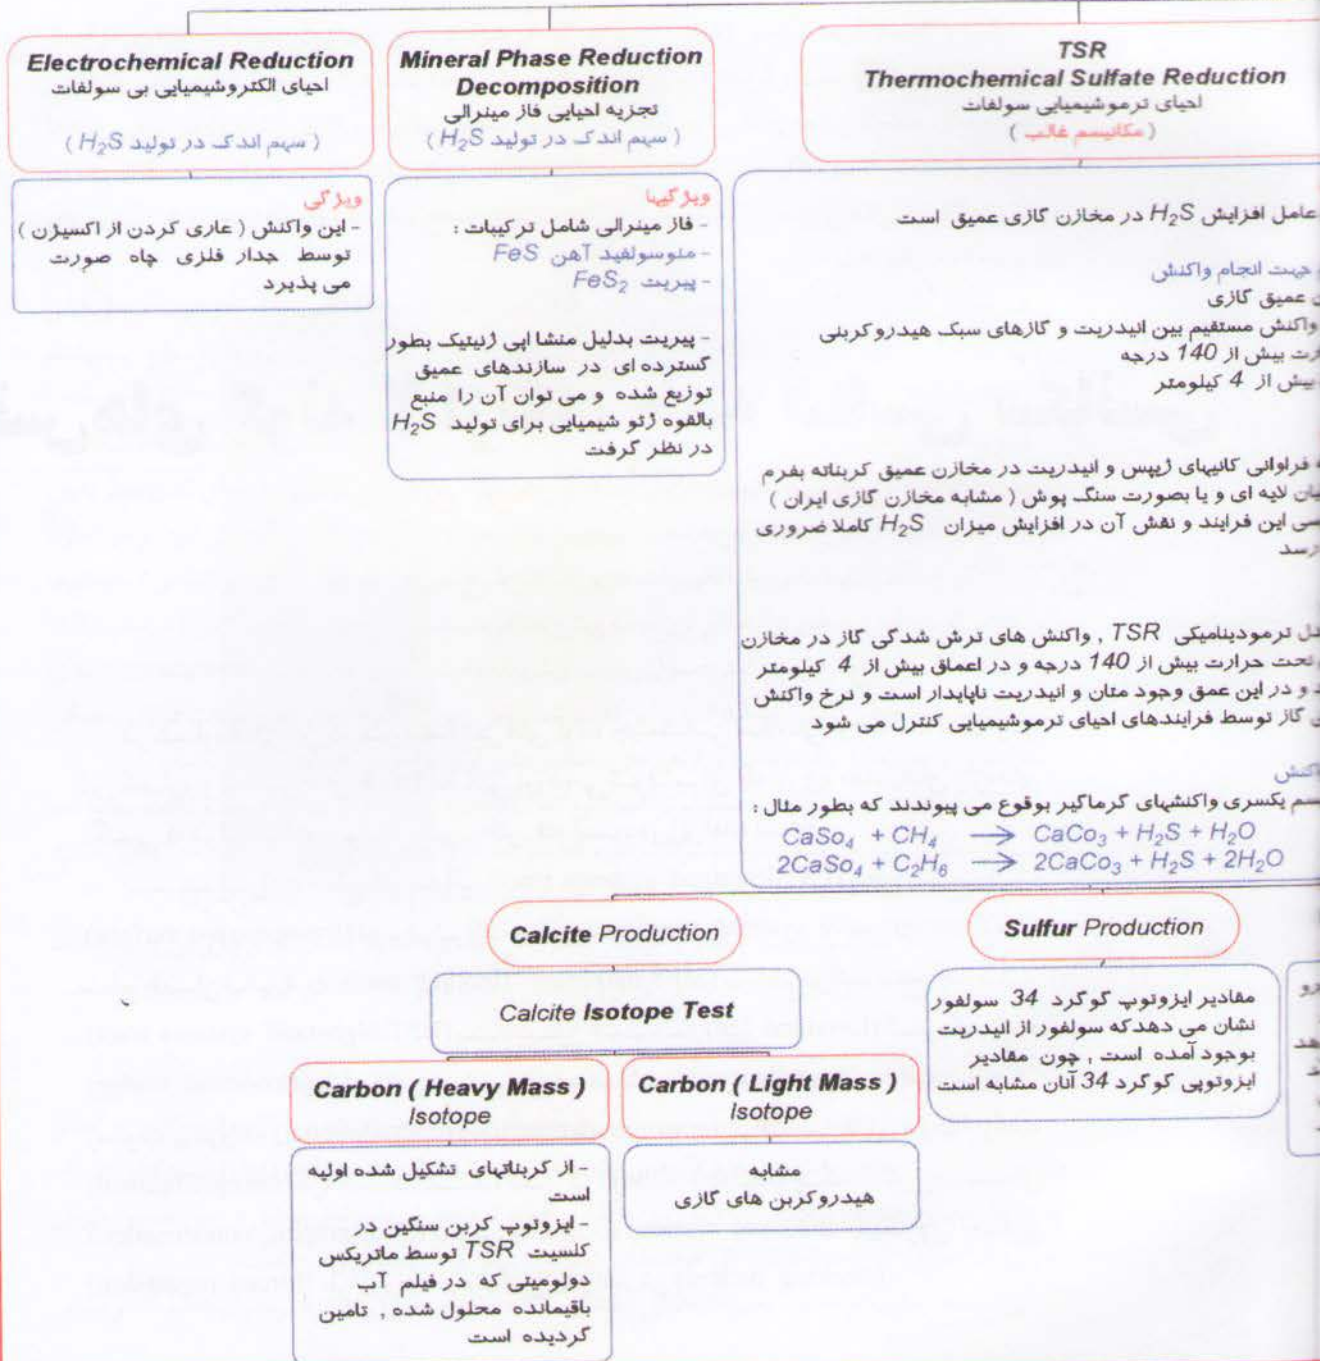 Electrochemical Reduction
احیای الکتروشیمیایی بی سولفات
( سهم اندک در تولید H₂S )
ویژگی
- این واکنش ( عاری کردن از اکسیژن )
توسط جدار فلزی چاه صورت
می پذیرد
Mineral Phase Reduction
Decomposition
تجزیه احیایی فاز مینرالی
( سهم اندک در تولید H₂S )
ویژگیها
- فاز مینرالی شامل ترکیبات :
- منوسولفید آهن FeS
- پیریت FeS₂
- پیریت بدلیل منشا اپی ژنیتیک بطور
گسترده ای در سازندهای عمیق
توزیع شده و می توان آن را منبع
بالقوه ژئو شیمیایی برای تولید H₂S
در نظر گرفت
TSR
Thermochemical Sulfate Reduction
احیای ترموشیمیایی سولفات
( مکانیسم غالب )
عامل افزایش H₂S در مخازن گازی عمیق است
جهت انجام واکنش
عمیق گازی
واکنش مستقیم بین انیدریت و گازهای سبک هیدروکربنی
بیش از 140 درجه
بیش از 4 کیلومتر
فراوانی کانیهای ژیپس و انیدریت در مخازن عمیق کربناته بفرم
لایه ای و یا بصورت سنگ پوش ( مشابه مخازن گازی ایران )
این فرایند و نقش آن در افزایش میزان H₂S کاملا ضروری
ترمودینامیکی TSR , واکنش های ترش شدگی گاز در مخازن
تحت حرارت بیش از 140 درجه و در اعماق بیش از 4 کیلومتر
و در این عمق وجود متان و انیدریت ناپایدار است و نرخ واکنش
گاز توسط فرایندهای احیای ترموشیمیایی کنترل می شود
یکسری واکنشهای گرماگیر بوقوع می پیوندند که بطور مثال :
CaSo₄ + CH₄ → CaCo₃ + H₂S + H₂O
2CaSo₄ + C₂H₆ → 2CaCo₃ + H₂S + 2H₂O
Calcite Production
Calcite Isotope Test
Carbon ( Heavy Mass )
Isotope
- از کربناتهای تشکیل شده اولیه
است
- ایزوتوپ کربن سنگین در
کلسیت TSR توسط ماتریکس
دولومیتی که در فیلم آب
باقیمانده محلول شده , تامین
گردیده است
Carbon ( Light Mass )
Isotope
مشابه
هیدروکربن های گازی
Sulfur Production
مقادیر ایزوتوپ گوگرد 34 سولفور
نشان می دهدکه سولفور از انیدریت
بوجود آمده است , چون مقادیر
ایزوتوپی گوگرد 34 آنان مشابه است